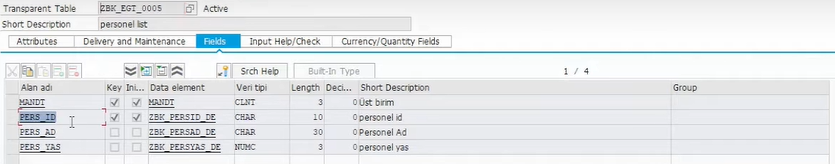 Transparent Table ZBK_EGT_0005 Active
Short Description personel list
Attributes Delivery and Maintenance Fields Input Help/Check Currency/Quantity Fields
Srch Help Built-In Type 1 / 4
Alan adı Key Ini... Data element Veri tipi Length Deci... Short Description Group
MANDT MANDT CLNT 3 0 Üst birim
PERS_ID ZBK_PERSID_DE CHAR 10 0 personel id
PERS_AD ZBK_PERSAD_DE CHAR 30 0 Personel Ad
PERS_YAS ZBK_PERSYAS_DE NUMC 3 0 personel yas